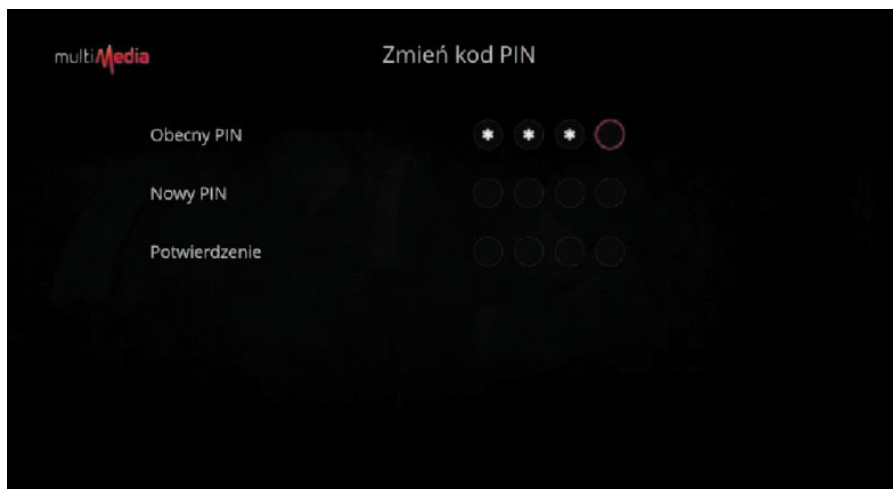 multiMedia
Zmień kod PIN
Obecny PIN * * *
Nowy PIN
Potwierdzenie